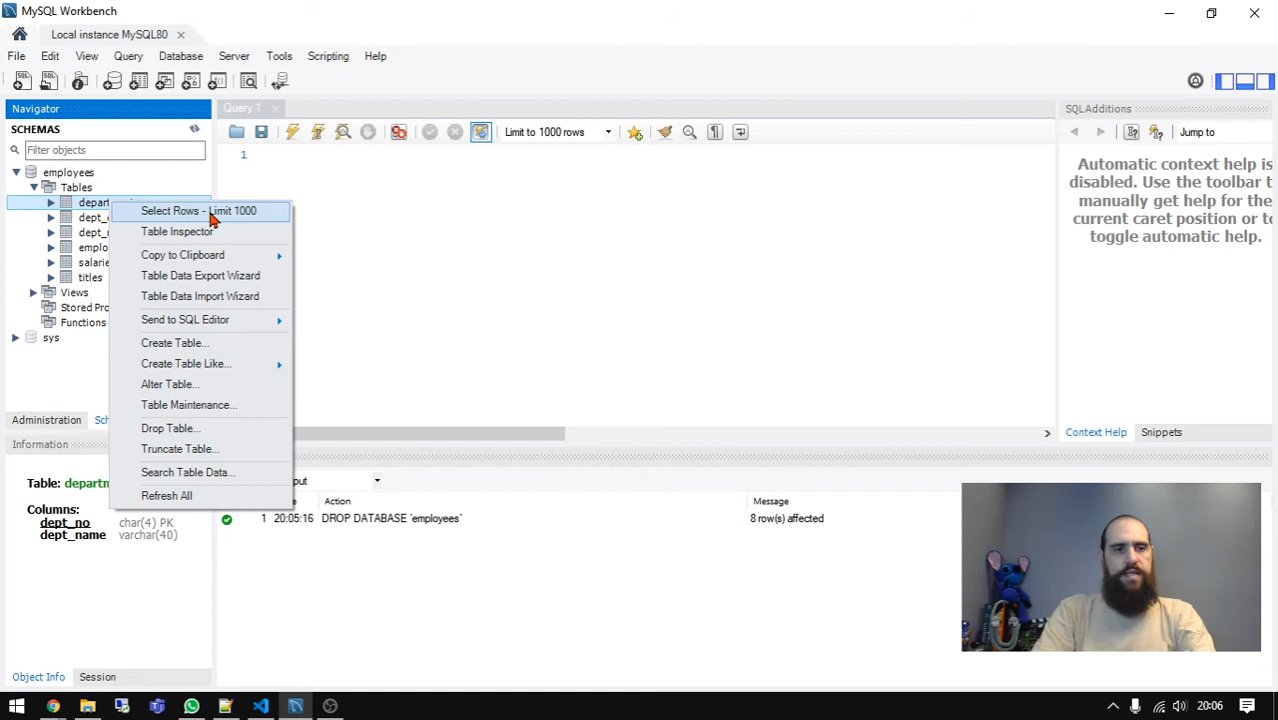 MySQL Workbench
Local instance MySQL80
File Edit View Query Database Server Tools Scripting Help
Navigator
SCHEMAS
Filter objects
employees
Tables
dept_
dept_
titles
Views
Stored
Functions
sys
Administration
Information
Table:
Columns:
dept_no char(4) PK
dept_name varchar(40)
Object Info Session
Select Rows - Limit 1000
Table Inspector
Copy to Clipboard
Table Data Export Wizard
Table Data Import Wizard
Send to SQL Editor
Create Table...
Create Table Like...
Alter Table...
Table Maintenance...
Drop Table...
Truncate Table...
Search Table Data...
Refresh All
Query 1
Limit to 1000 rows
1
Action Message
1 20:05:16 DROP DATABASE `employees` 8 row(s) affected
SQLAdditions
Jump to
Automatic context help is
disabled. Use the toolbar t
manually get help for the
current caret position or to
toggle automatic help.
Context Help Snippets
20:06